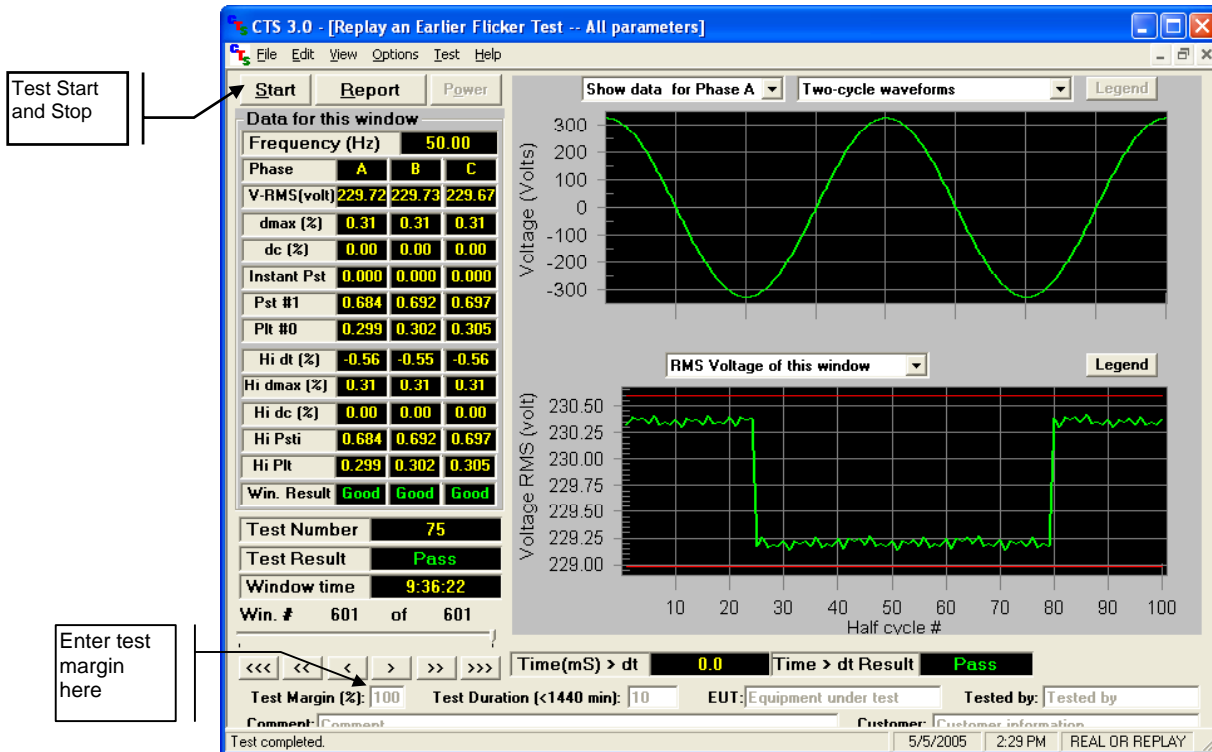 CTS 3.0 - [Replay an Earlier Flicker Test -- All parameters]
File Edit View Options Test Help
Test Start
and Stop
Start Report Power
Show data for Phase A Two-cycle waveforms Legend
Data for this window
Frequency (Hz) 50.00
Phase A B C
V-RMS(volt) 229.72 229.73 229.67
dmax (%) 0.31 0.31 0.31
dc (%) 0.00 0.00 0.00
Instant Pst 0.000 0.000 0.000
Pst #1 0.684 0.692 0.697
Plt #0 0.299 0.302 0.305
Hi dt (%) -0.56 -0.55 -0.56
Hi dmax (%) 0.31 0.31 0.31
Hi dc (%) 0.00 0.00 0.00
Hi Psti 0.684 0.692 0.697
Hi Plt 0.299 0.302 0.305
Win. Result Good Good Good
Test Number 75
Test Result Pass
Window time 9:36:22
Win. # 601 of 601
Voltage (Volts)
300
200
100
0
-100
-200
-300
10 20 30 40 50 60 70 80 90 100
RMS Voltage of this window Legend
Voltage RMS (volt)
230.50
230.25
230.00
229.75
229.50
229.25
229.00
10 20 30 40 50 60 70 80 90 100
Half cycle #
Enter test
margin
here
<<< << < > >> >>>
Time(mS) > dt 0.0 Time > dt Result Pass
Test Margin (%): 100 Test Duration (<1440 min): 10 EUT: Equipment under test Tested by: Tested by
Comment: Comment Customer: Customer information
Test completed. 5/5/2005 2:29 PM REAL OR REPLAY